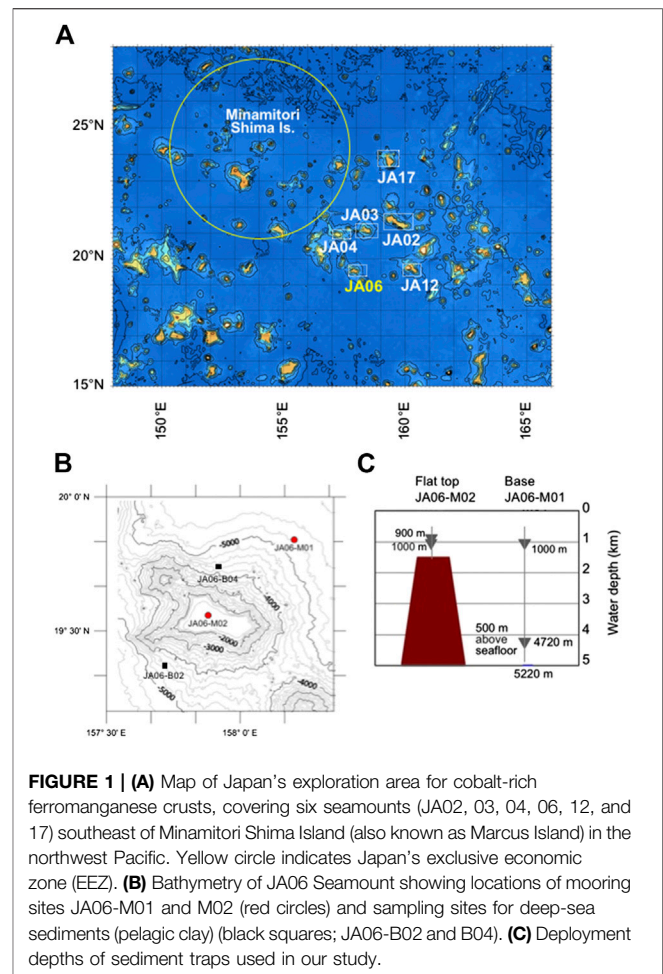 A
25°N
20°N
15°N
Minamitori
Shima Is.
JA17
JA03
JA02
JA04
JA06
JA12
150°E
155°E
160°E
165°E
B
20° 0' N
19° 30' N
157° 30' E
158° 0' E
-5000
JA06-M01
JA06-B04
-4000
JA06-M02
-2000
-3000
JA06-B02
-4000
-5000
C
Flat top
JA06-M02
Base
JA06-M01
900 m
1000 m
1000 m
500 m
above
seafloor
4720 m
5220 m
0
1
2
3
4
5
Water depth (km)
FIGURE 1 | (A) Map of Japan's exploration area for cobalt-rich
ferromanganese crusts, covering six seamounts (JA02, 03, 04, 06, 12, and
17) southeast of Minamitori Shima Island (also known as Marcus Island) in the
northwest Pacific. Yellow circle indicates Japan's exclusive economic
zone (EEZ). (B) Bathymetry of JA06 Seamount showing locations of mooring
sites JA06-M01 and M02 (red circles) and sampling sites for deep-sea
sediments (pelagic clay) (black squares; JA06-B02 and B04). (C) Deployment
depths of sediment traps used in our study.